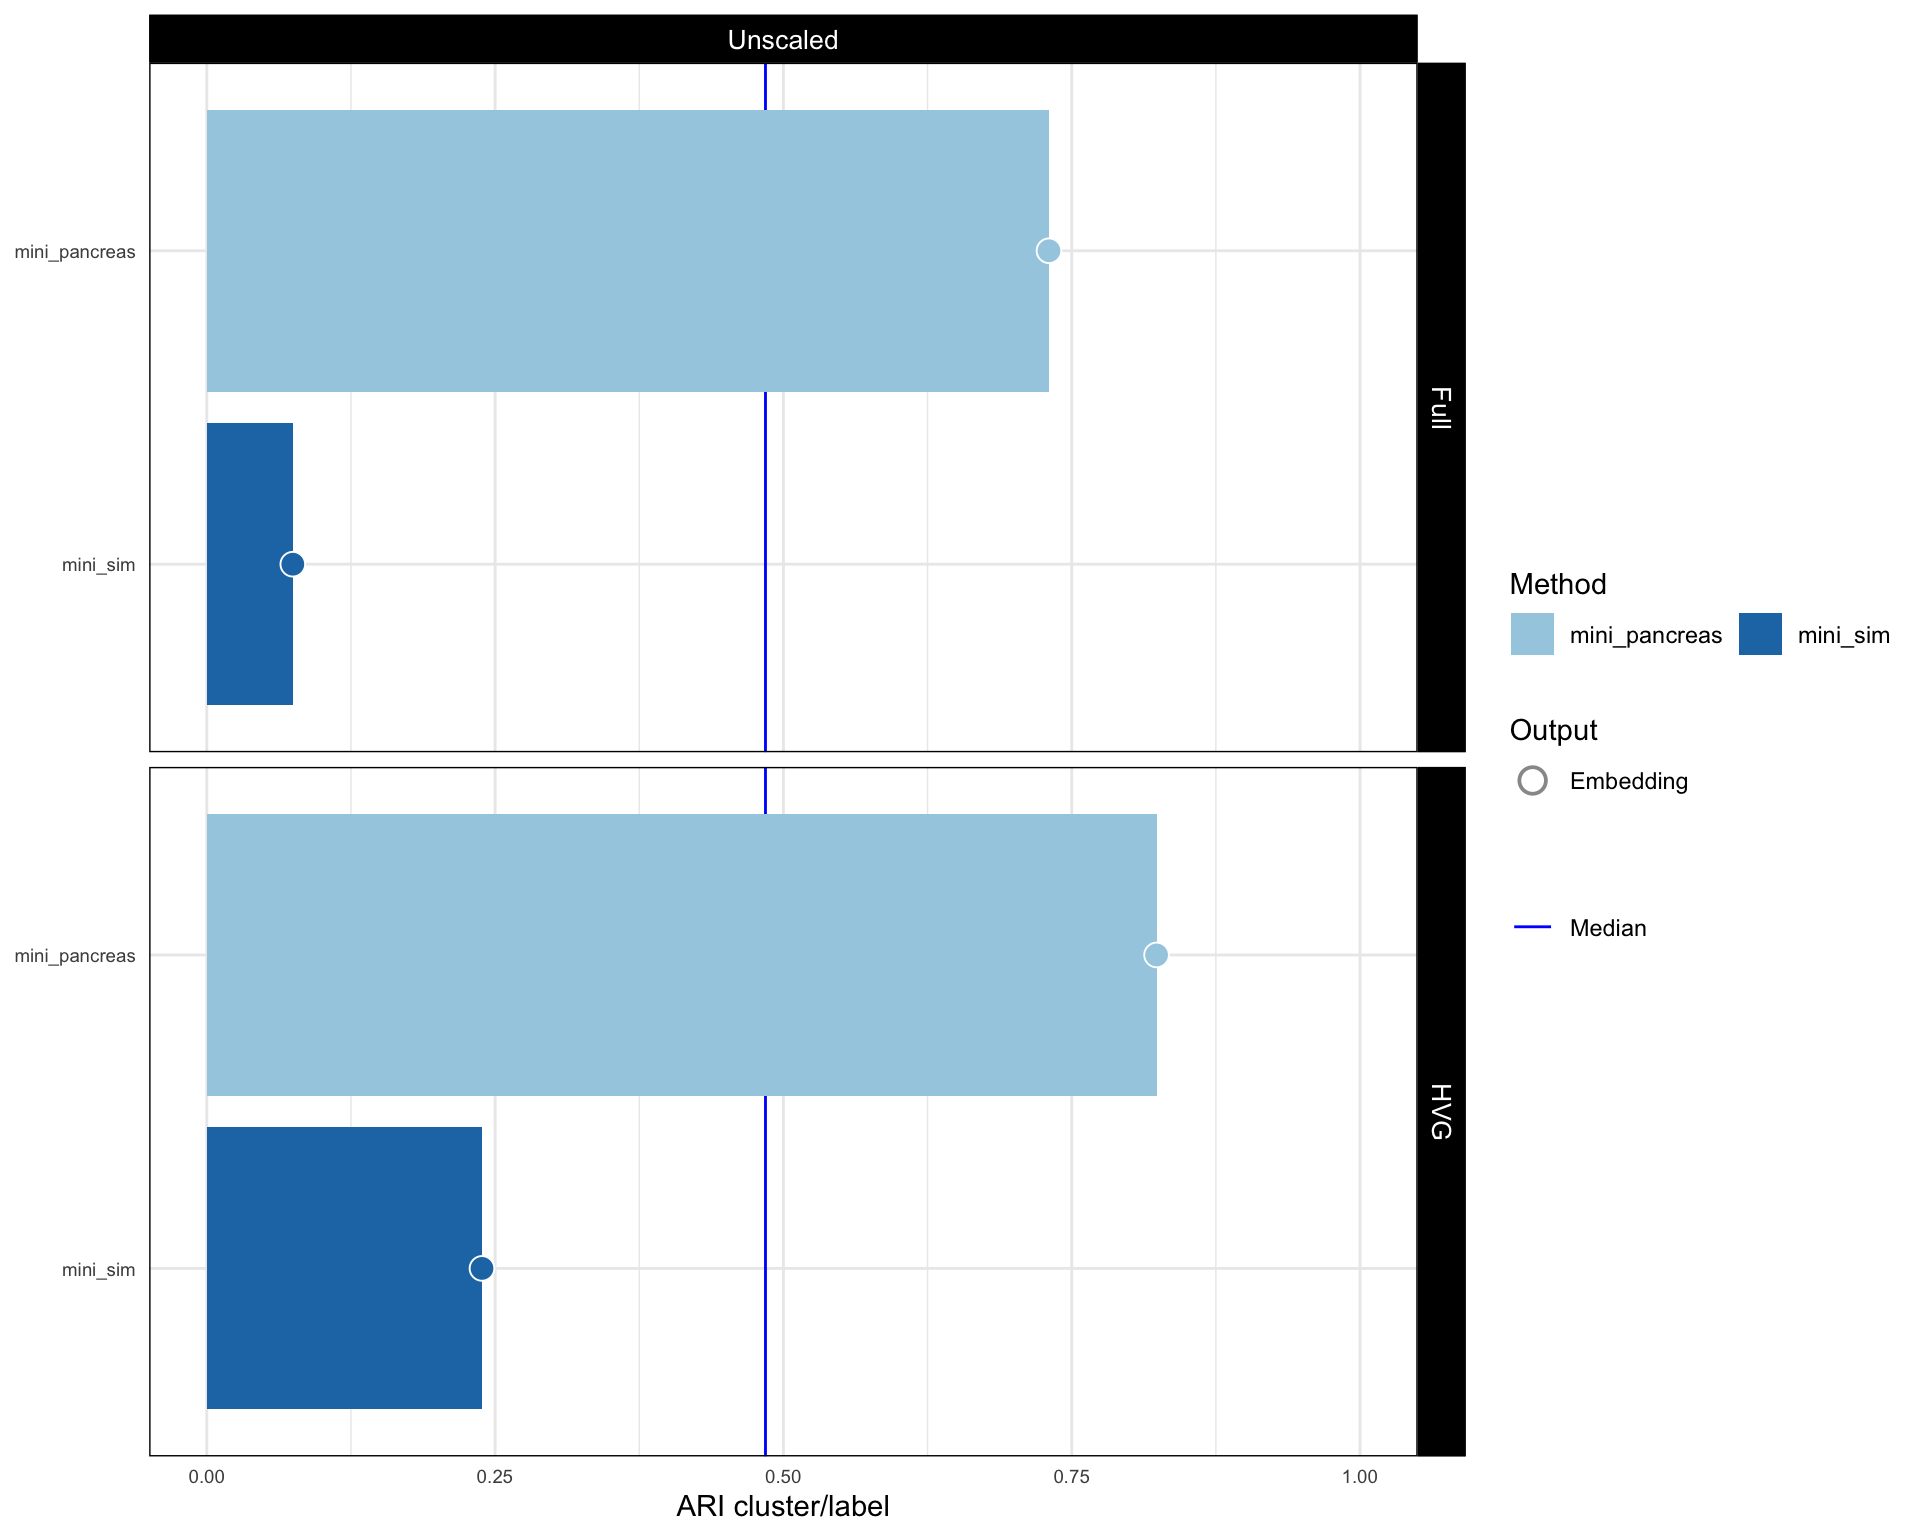 Unscaled
mini_pancreas
mini_sim
Full
mini_pancreas
mini_sim
HVG
0.00 0.25 0.50 0.75 1.00
ARI cluster/label
Method
mini_pancreas mini_sim
Output
Embedding
Median